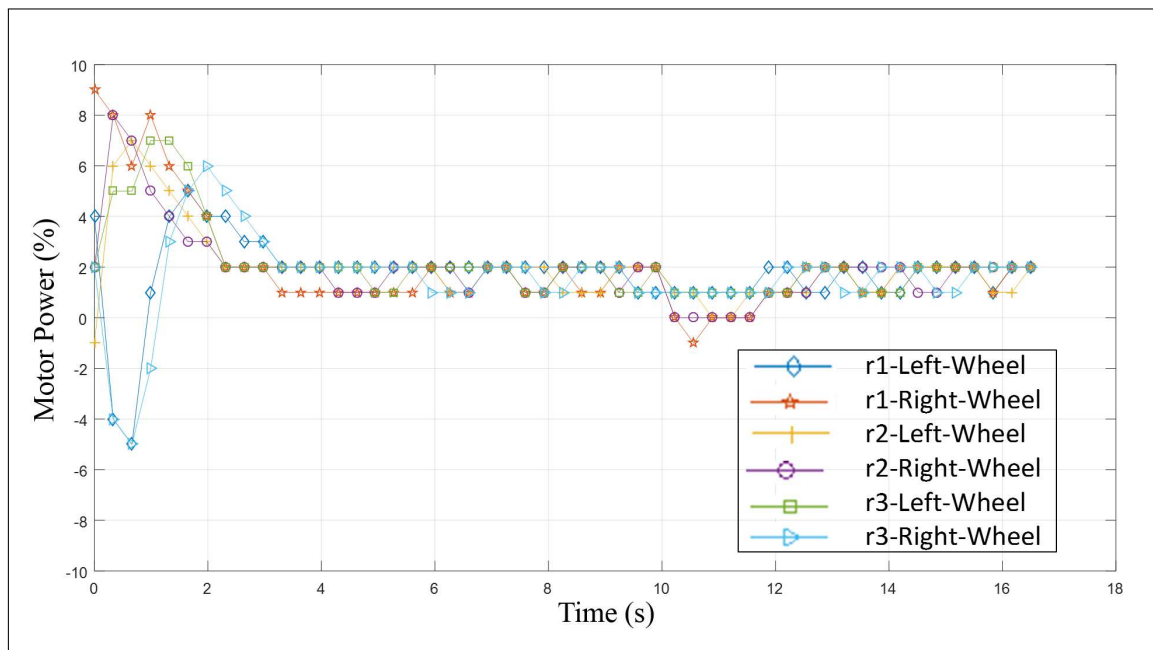 10
8
6
4
2
0
-2
-4
-6
-8
-10
Motor Power (%)
0 2 4 6 8 10 12 14 16 18
Time (s)
r1-Left-Wheel
r1-Right-Wheel
r2-Left-Wheel
r2-Right-Wheel
r3-Left-Wheel
r3-Right-Wheel